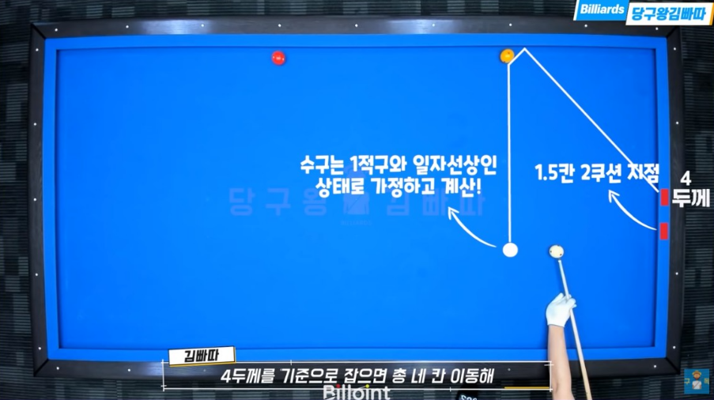 Billiards 당구왕김빠따
수구는 1적구와 일자선상인
상태로 가정하고 계산!
1.5칸 2쿠션 지점
4
두께
당구왕 김빠따
김빠따
4두께를 기준으로 잡으면 총 네 칸 이동해
Billoint
구독